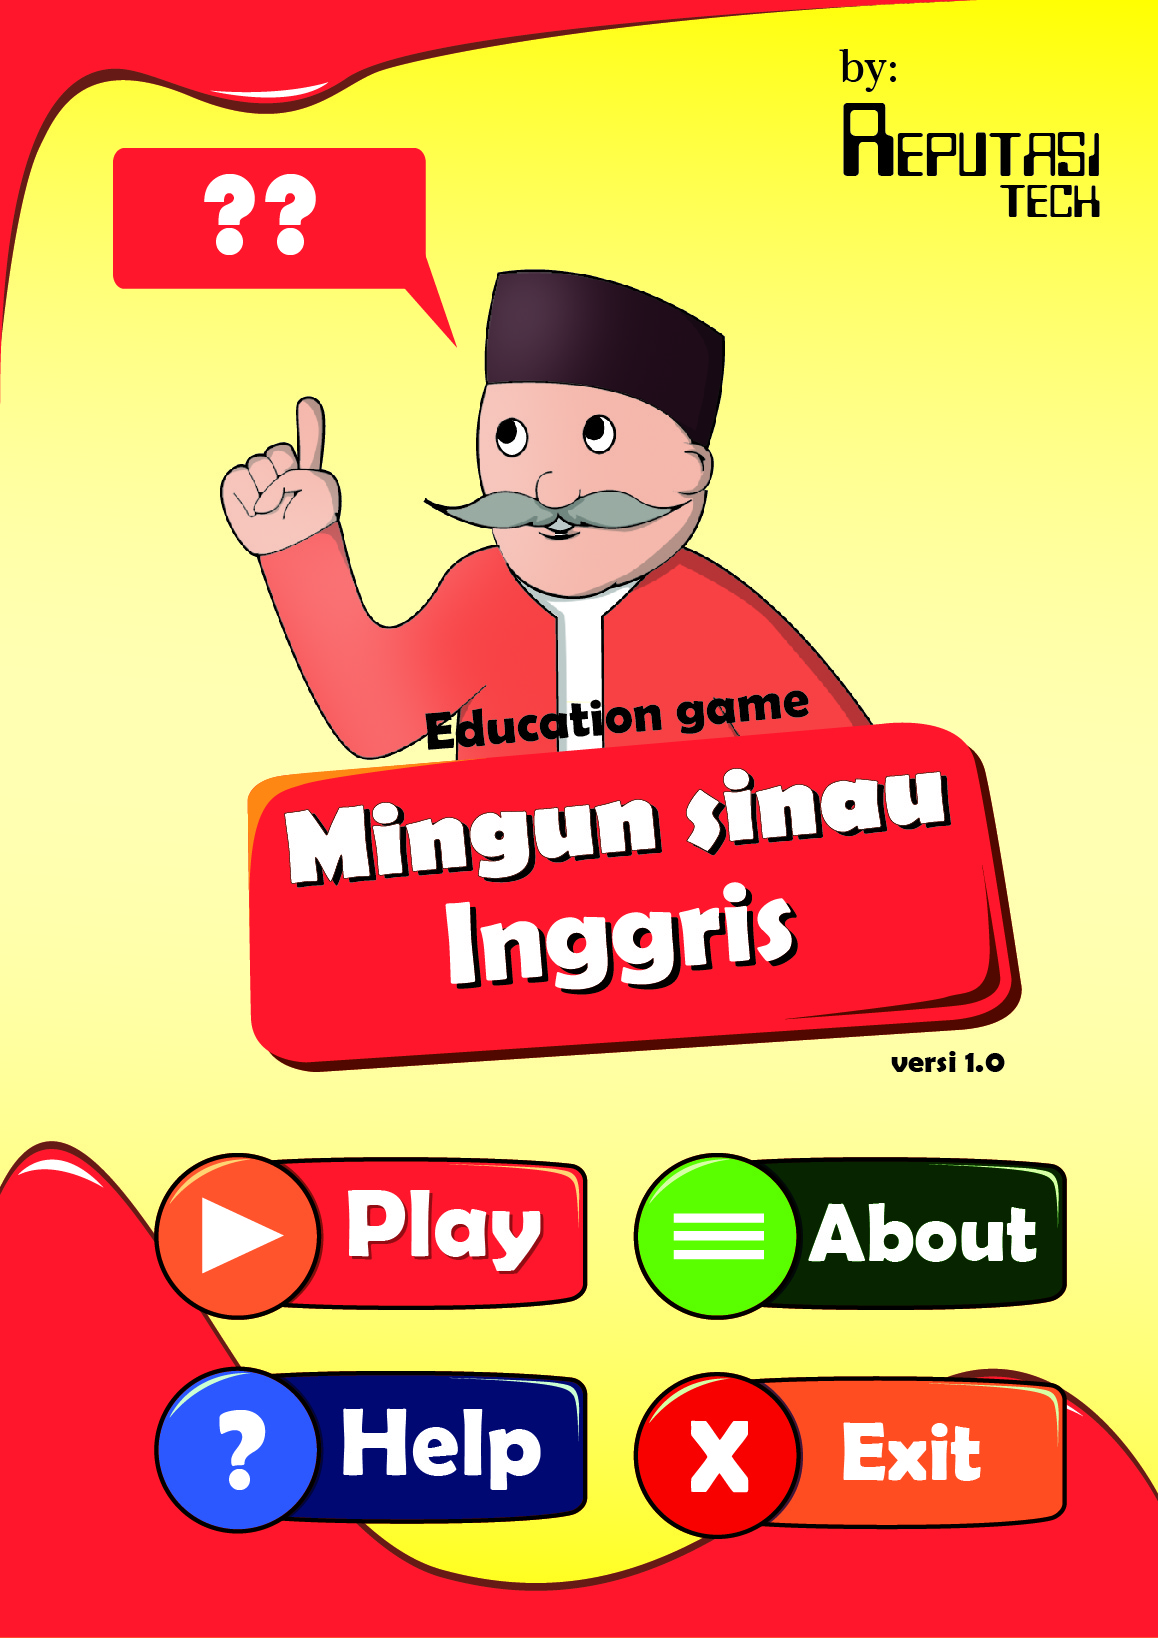 by:
REPUTASI
TECH
??
Education game
Mingun sinau
Inggris
versi 1.0
Play
About
?
Help
X
Exit